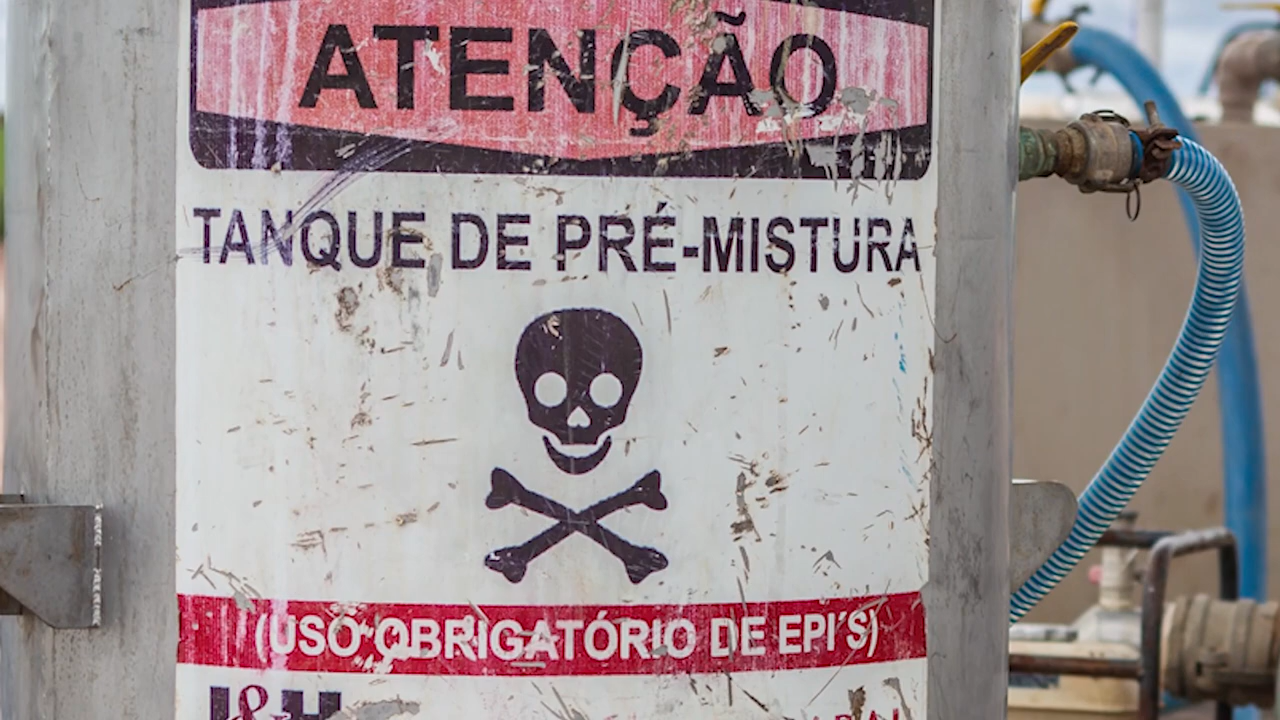 ATENÇÃO
TANQUE DE PRÉ-MISTURA
(USO OBRIGATÓRIO DE EPI´S)